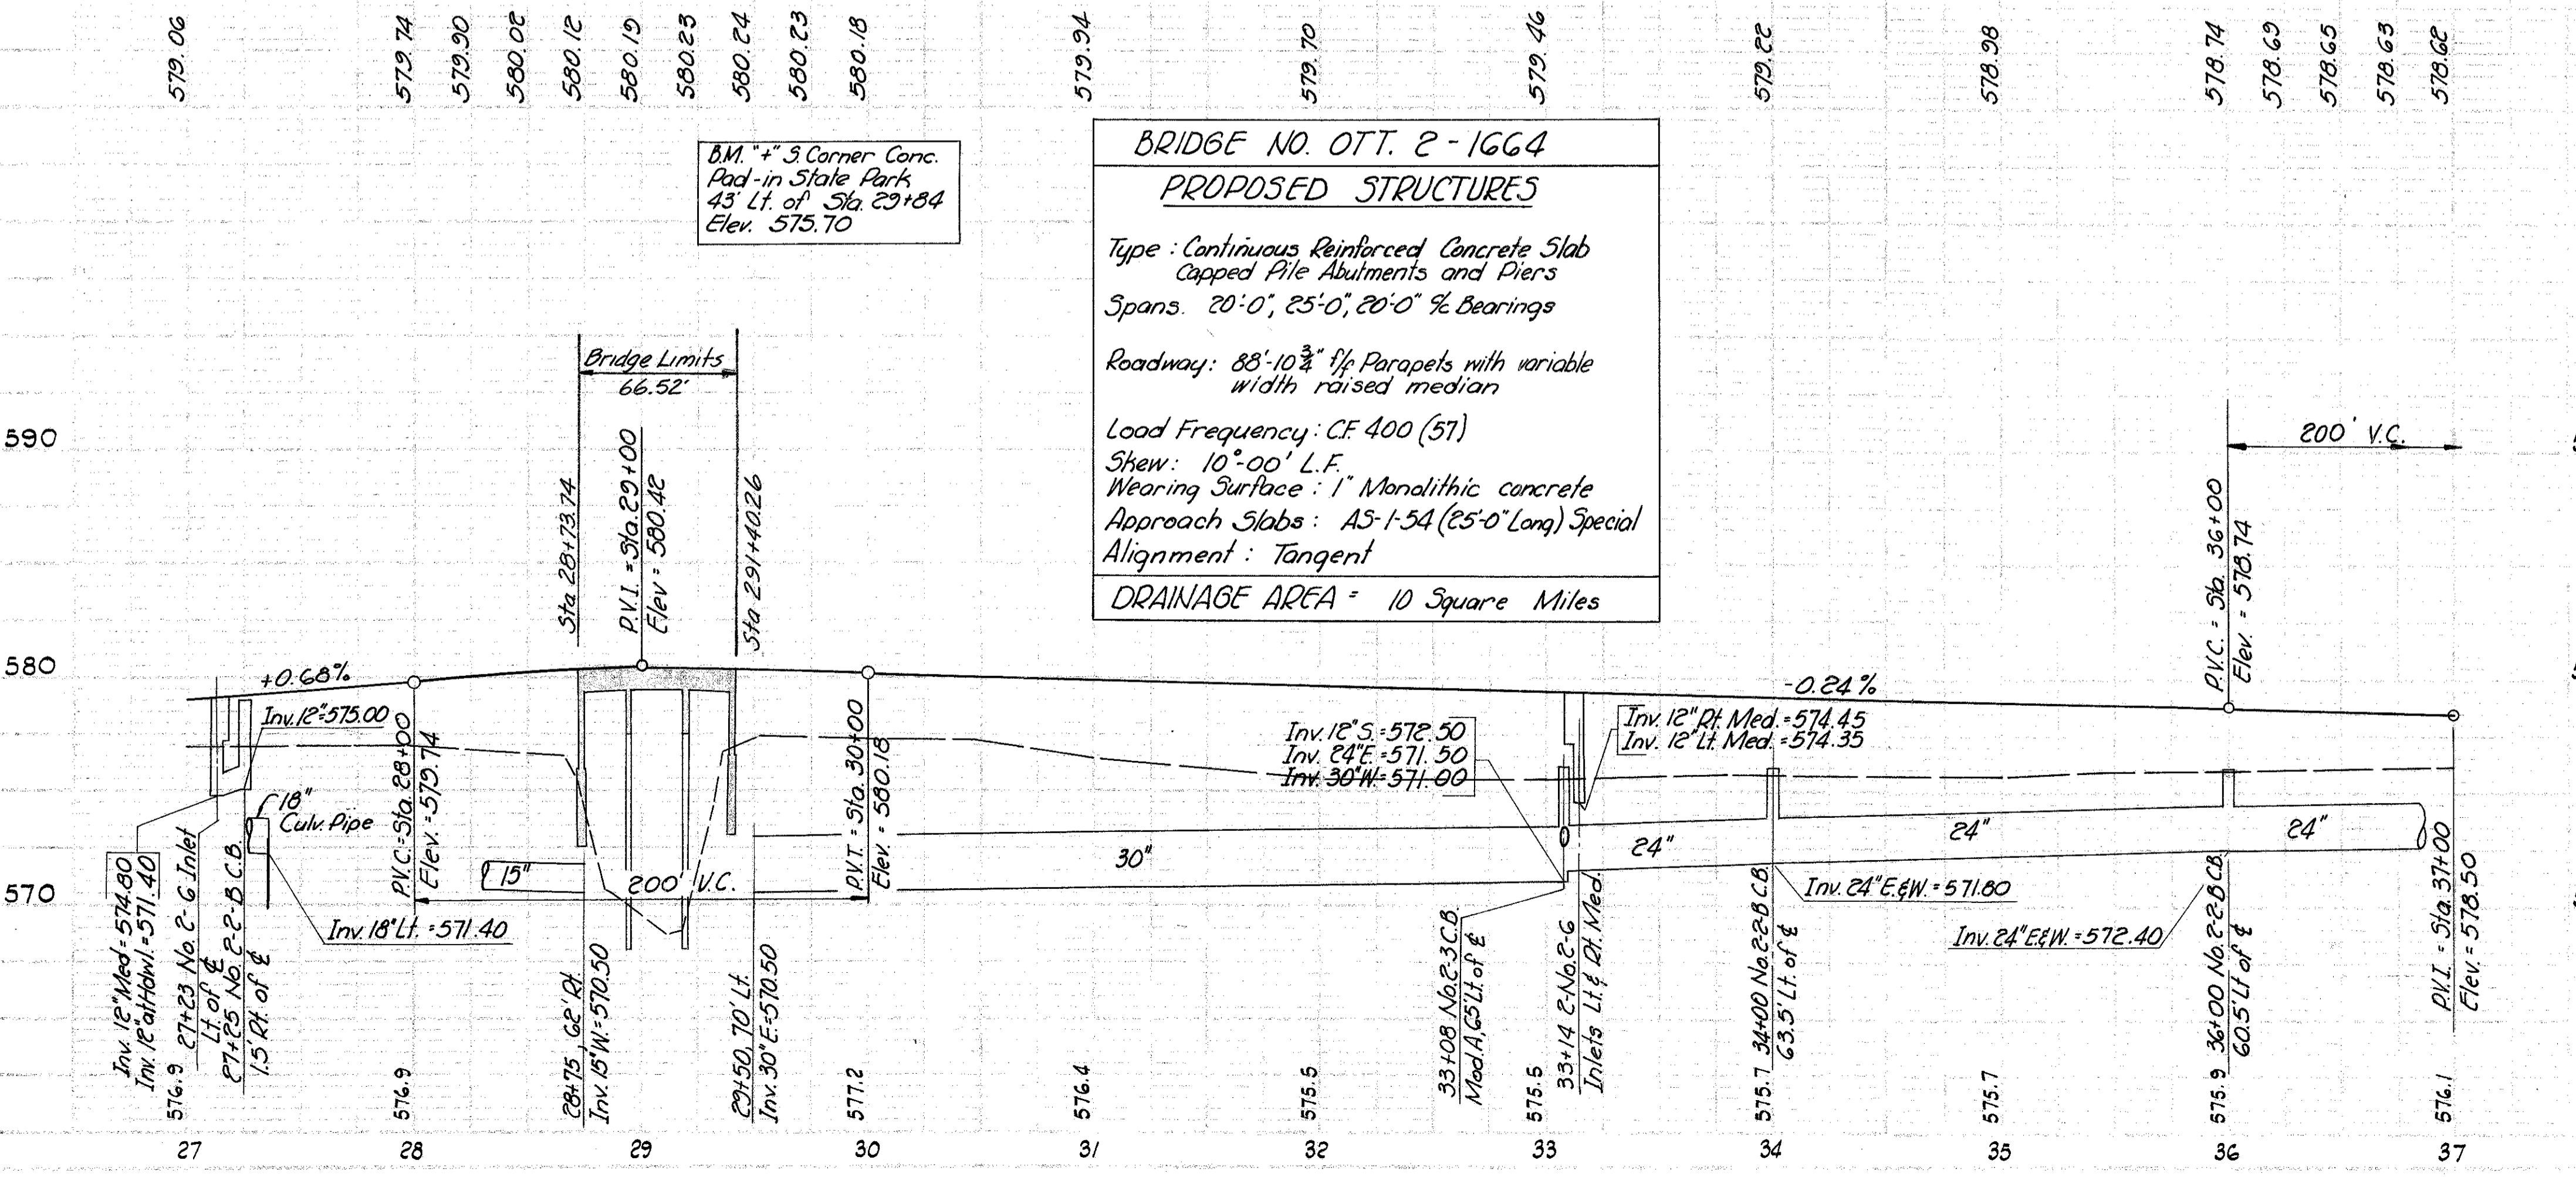 579.06
579.74
579.90
580.02
580.12
580.19
580.23
580.24
580.23
580.18
579.94
579.70
579.46
579.22
578.98
578.74
578.69
578.65
578.63
578.62
B.M. "+" S. Corner Conc.
Pad-in State Park
43' Lt. of Sta. 29+84
Elev. 575.70
BRIDGE NO. OTT. 2-1664
PROPOSED STRUCTURES
Type : Continuous Reinforced Concrete Slab
Capped Pile Abutments and Piers
Spans. 20'-0", 25'-0", 20'-0" c/c Bearings
Roadway: 88'-10 3/4" f/f Parapets with variable
width raised median
Load Frequency : C.F. 400 (57)
Skew: 10°-00' L.F.
Wearing Surface : 1" Monolithic concrete
Approach Slabs : AS-1-54 (25'-0" Long) Special
Alignment : Tangent
DRAINAGE AREA = 10 Square Miles
Bridge Limits
66.52'
Sta 28+73.74
P.V.I. = Sta. 29+00
Elev = 580.42
Sta 291+40.26
590
580
570
200' V.C.
P.V.C. = Sta. 36+00
Elev. = 578.74
+0.68%
-0.24%
Inv. 12"=575.00
P.V.C. = Sta. 28+00
Elev. = 579.74
18"
Culv. Pipe
15"
200' V.C.
P.V.T. = Sta. 30+00
Elev = 580.18
Inv. 12" S. = 572.50
Inv. 24" E. = 571.50
Inv. 30" W. = 571.00
Inv. 12" Rt. Med. = 574.45
Inv. 12" Lt. Med. = 574.35
30"
24"
24"
24"
Inv. 18" Lt. = 571.40
Inv. 24" E.&W. = 571.80
Inv. 24" E&W. = 572.40
Inv. 12" Med = 574.80
Inv. 12" at Hdwl. = 571.40
27+23 No. 2-6 Inlet
Lt. of ℄
27+25 No. 2-2-B C.B.
1.5' Rt. of ℄
28+75, 62' Rt
Inv. 15" W. = 570.50
29+50, 70' Lt.
Inv. 30" E = 570.50
33+08 No. 2-3 C.B.
Mod. A, 65' Lt. of ℄
33+14 2-No. 2-6
Inlets Lt. & Rt. Med.
34+00 No. 2-2-B C.B.
63.5' Lt. of ℄
36+00 No. 2-2-B C.B.
60.5' Lt of ℄
P.V.I. = Sta. 37+00
Elev. = 578.50
576.9
576.9
577.2
576.4
575.5
575.5
575.7
575.7
575.9
576.1
27
28
29
30
31
32
33
34
35
36
37